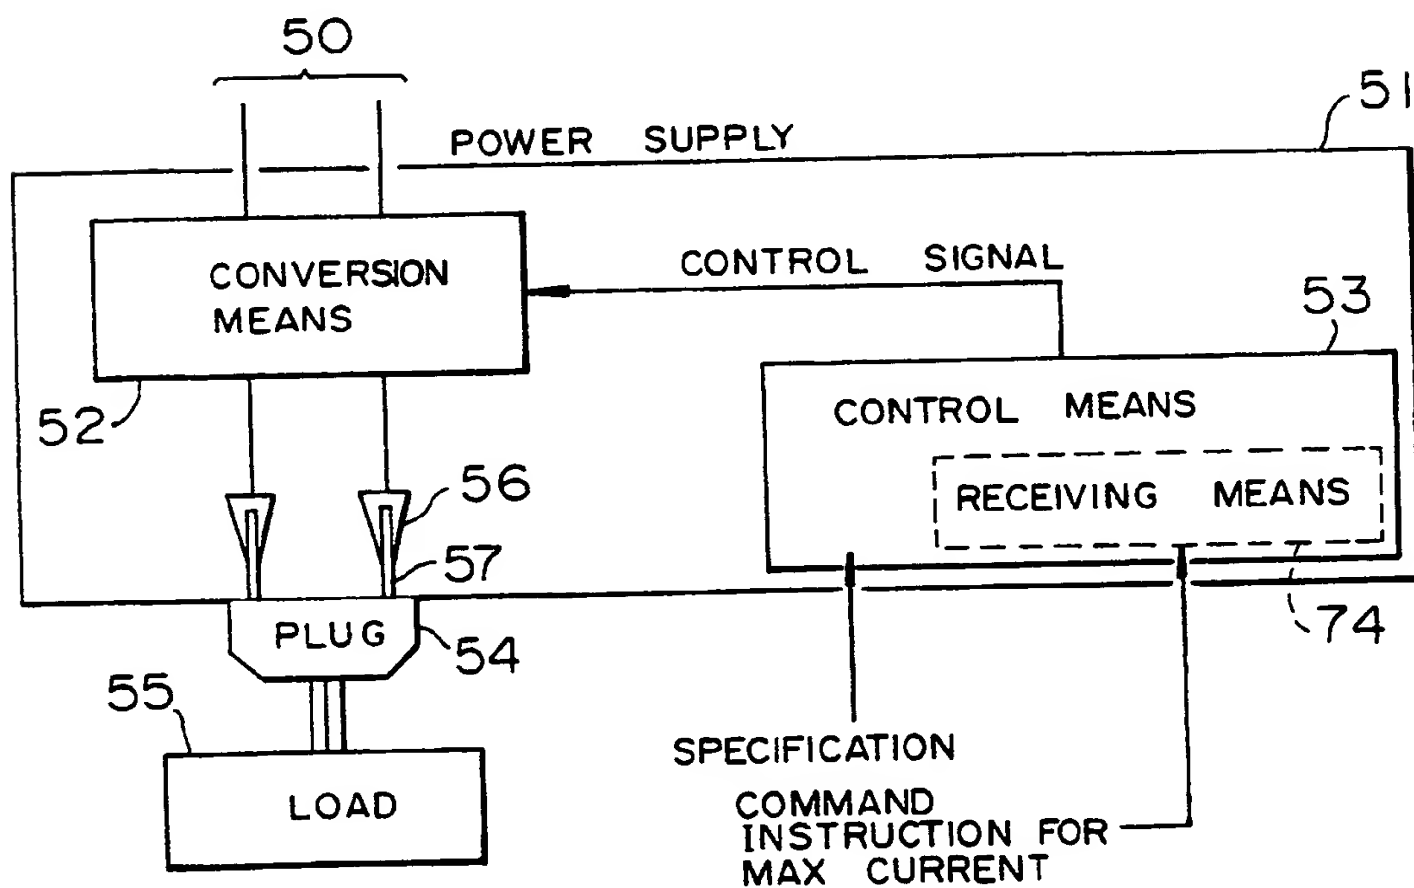 50
51
POWER SUPPLY
CONVERSION
MEANS
CONTROL SIGNAL
53
52
CONTROL MEANS
56
RECEIVING MEANS
57
PLUG
54
74
55
LOAD
SPECIFICATION
COMMAND
INSTRUCTION FOR
MAX CURRENT